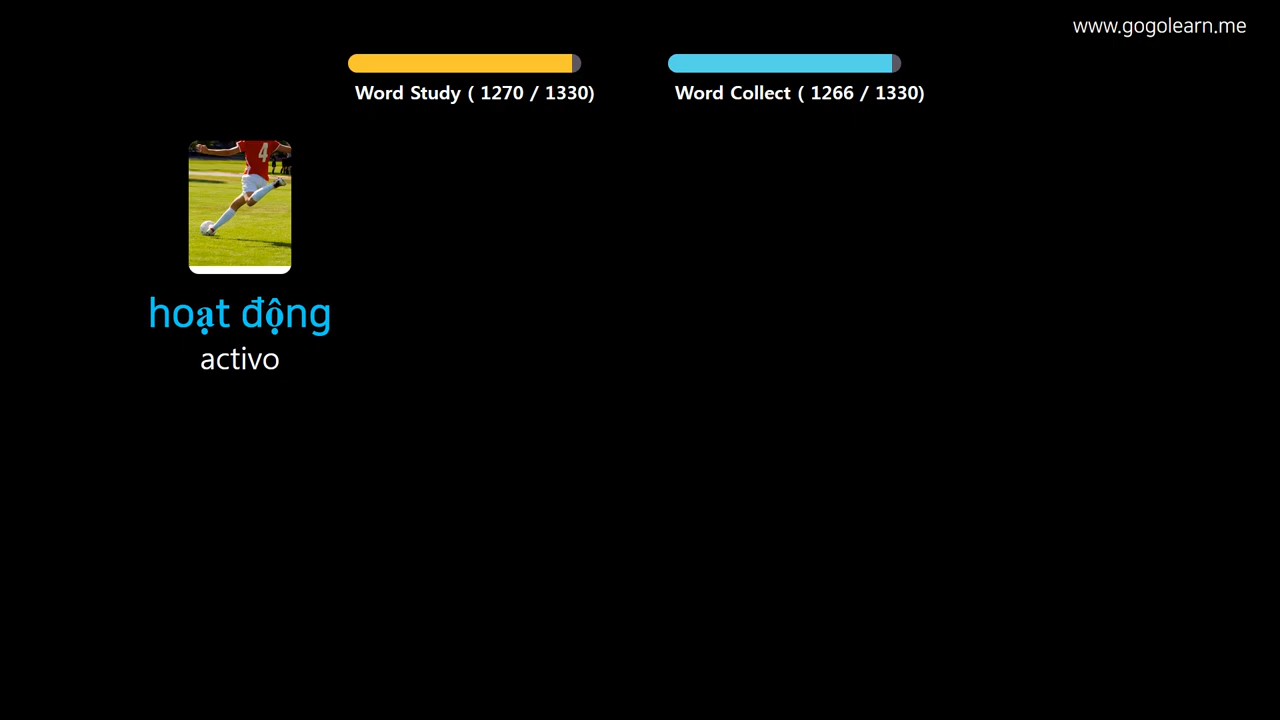 www.gogolearn.me
Word Study ( 1270 / 1330)
Word Collect ( 1266 / 1330)
4
hoạt động
activo